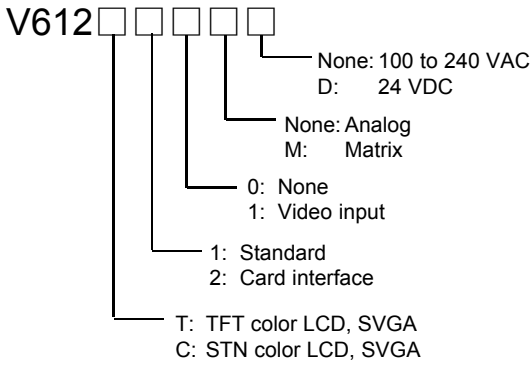 V612□□□□□
None: 100 to 240 VAC
D: 24 VDC
None: Analog
M: Matrix
0: None
1: Video input
1: Standard
2: Card interface
T: TFT color LCD, SVGA
C: STN color LCD, SVGA